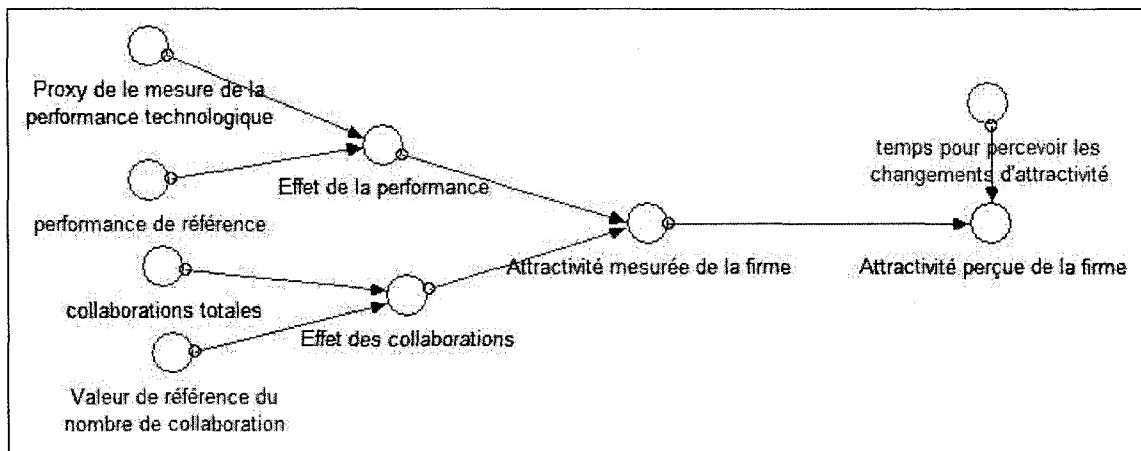 Proxy de le mesure de la
performance technologique
performance de référence
collaborations totales
Valeur de référence du
nombre de collaboration
Effet de la performance
Effet des collaborations
Attractivité mesurée de la firme
temps pour percevoir les
changements d'attractivité
Attractivité perçue de la firme